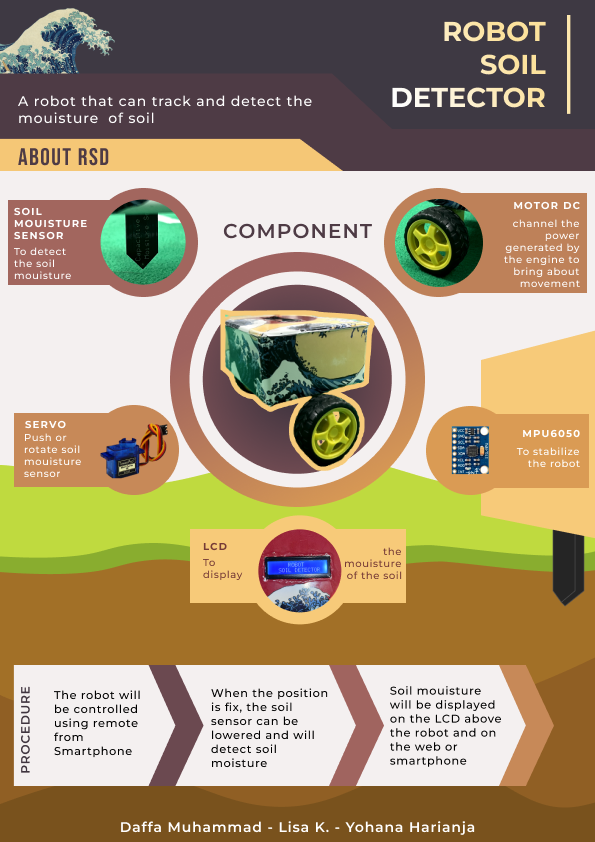 ROBOT
SOIL
DETECTOR
A robot that can track and detect the
mouisture of soil
ABOUT RSD
COMPONENT
SOIL
MOUISTURE
SENSOR
To detect
the soil
mouisture
MOTOR DC
channel the
power
generated by
the engine to
bring about
movement
SERVO
Push or
rotate soil
mouisture
sensor
MPU6050
To stabilize
the robot
LCD
To
display
the
mouisture
of the soil
ROBOT
SOIL DETECTOR
PROCEDURE
The robot will
be controlled
using remote
from
Smartphone
When the position
is fix, the soil
sensor can be
lowered and will
detect soil
moisture
Soil mouisture
will be displayed
on the LCD above
the robot and on
the web or
smartphone
Daffa Muhammad - Lisa K. - Yohana Harianja